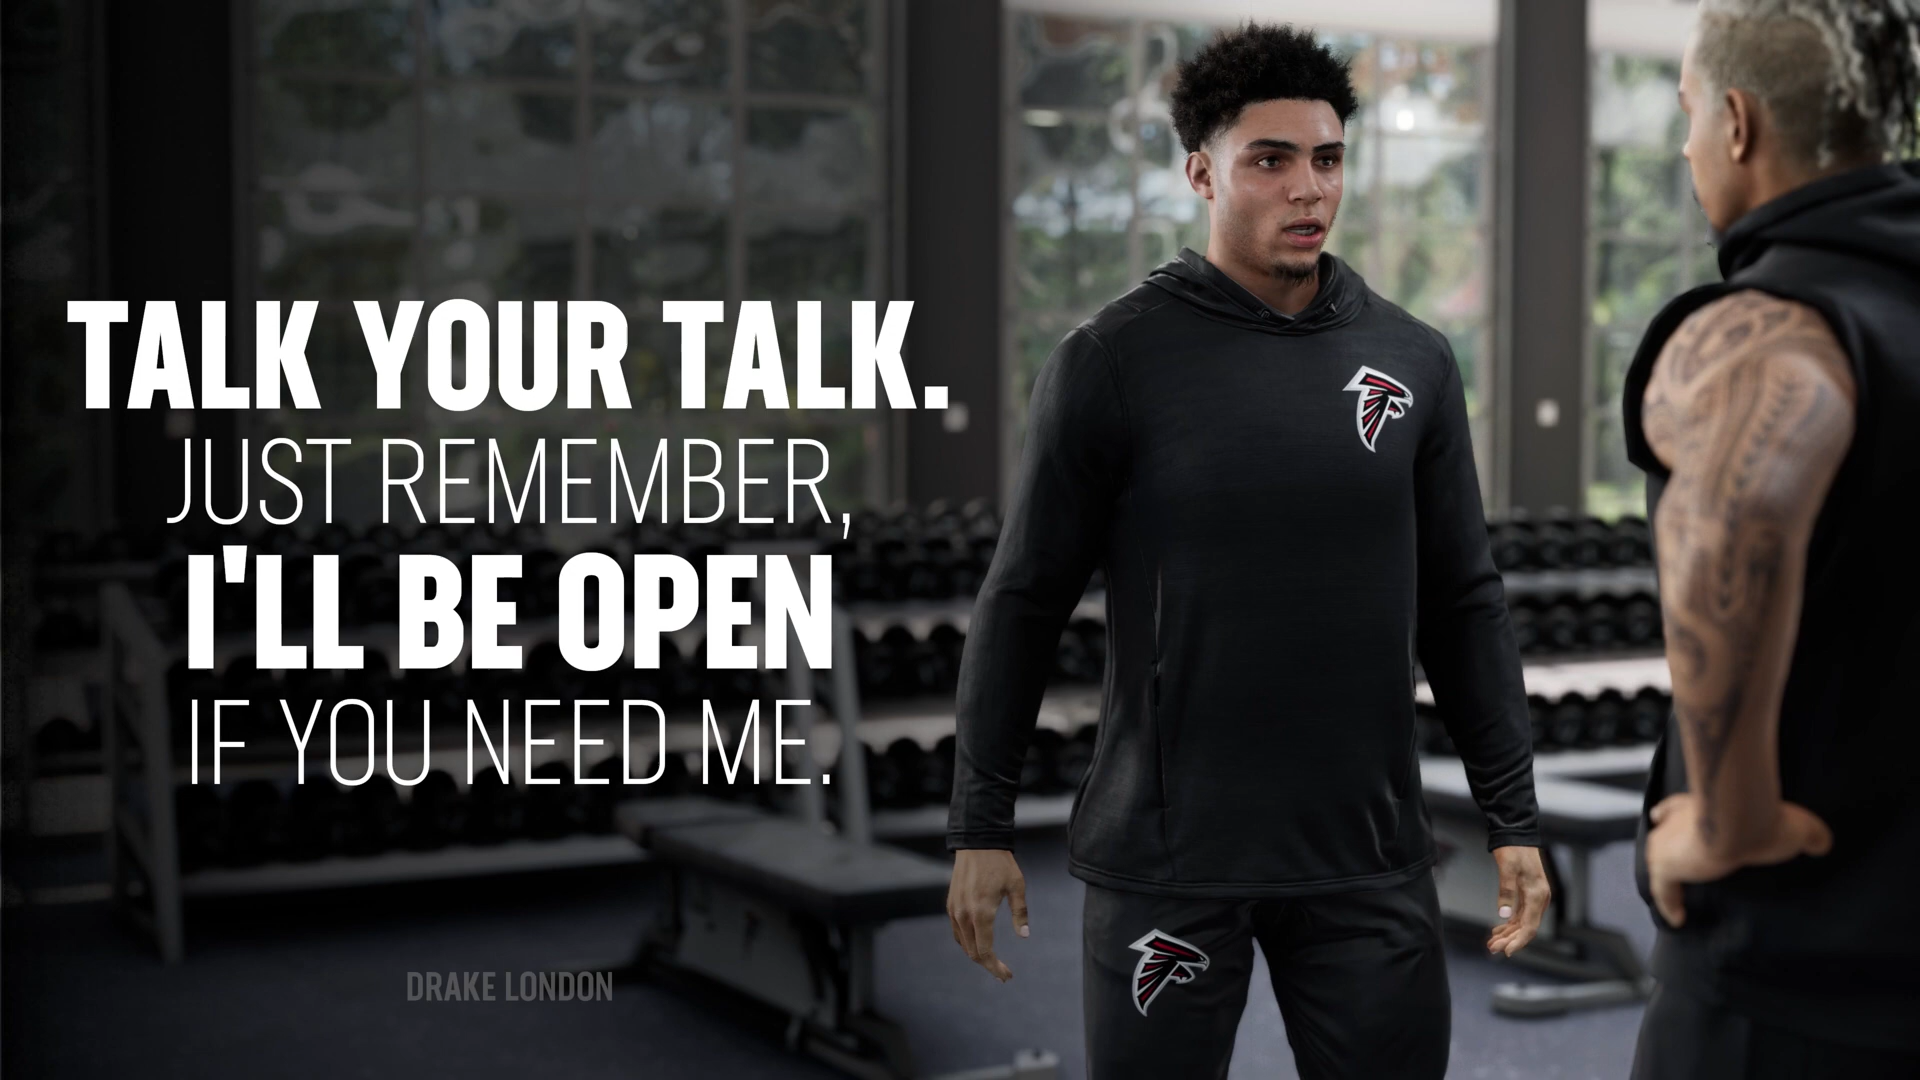 TALK YOUR TALK.
JUST REMEMBER,
I'LL BE OPEN
IF YOU NEED ME.
DRAKE LONDON